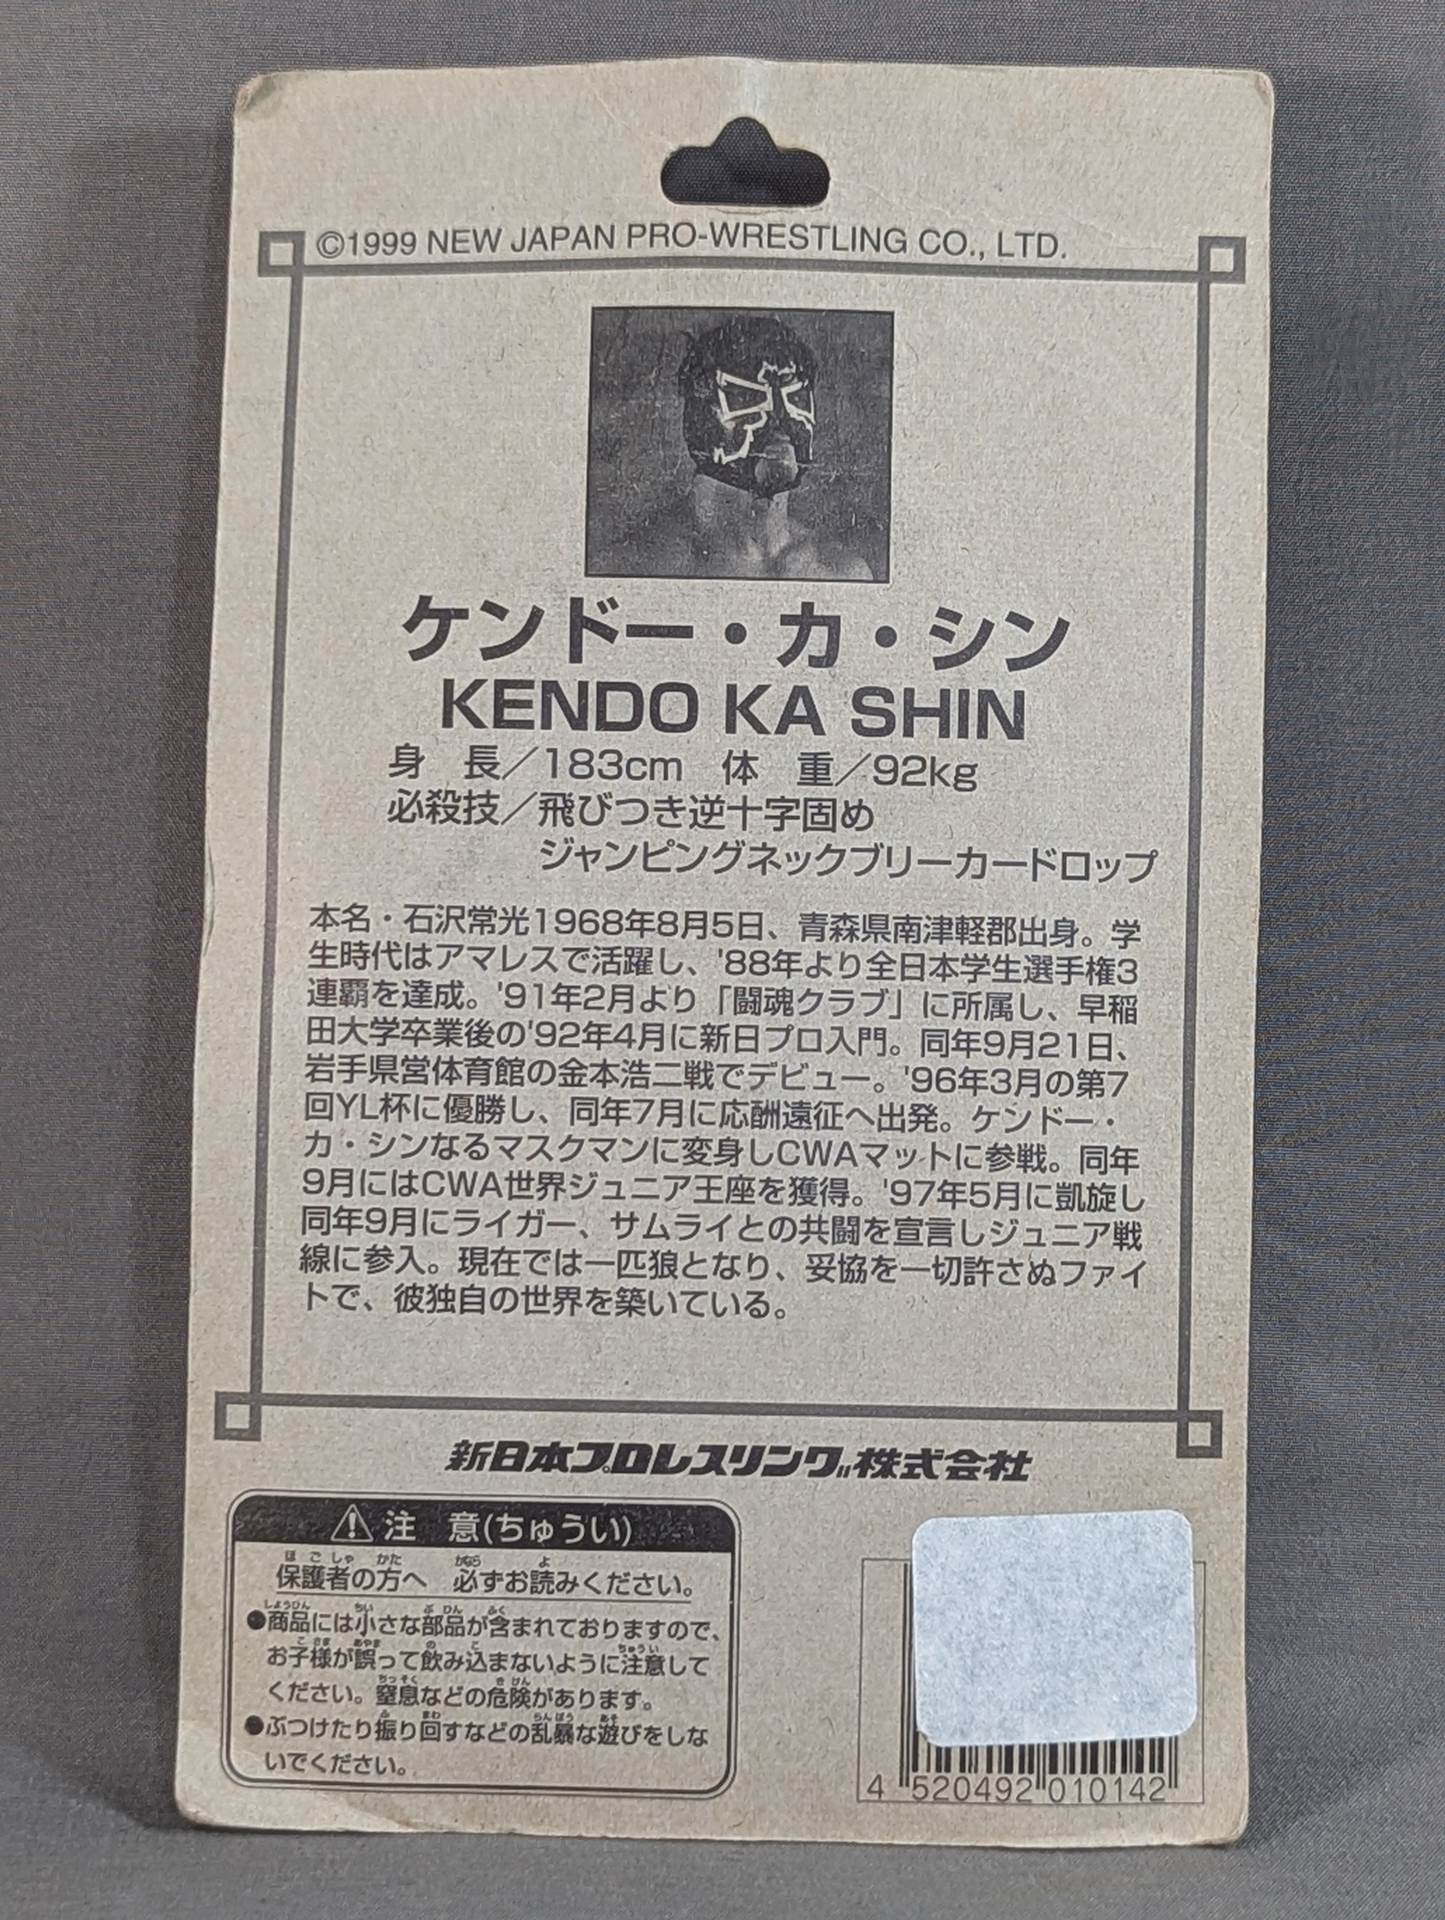 ©1999 NEW JAPAN PRO-WRESTLING CO., LTD.
ケンドー・カ・シン
KENDO KA SHIN
身 長／183cm 体 重／92kg
必殺技／飛びつき逆十字固め
ジャンピングネックブリーカードロップ
本名・石沢常光1968年8月5日、青森県南津軽郡出身。学
生時代はアマレスで活躍し、'88年より全日本学生選手権3
連覇を達成。'91年2月より「闘魂クラブ」に所属し、早稲
田大学卒業後の'92年4月に新日プロ入門。同年9月21日、
岩手県営体育館の金本浩二戦でデビュー。'96年3月の第7
回YL杯に優勝し、同年7月に応酬遠征へ出発。ケンドー・
カ・シンなるマスクマンに変身しCWAマットに参戦。同年
9月にはCWA世界ジュニア王座を獲得。'97年5月に凱旋し
同年9月にライガー、サムライとの共闘を宣言しジュニア戦
線に参入。現在では一匹狼となり、妥協を一切許さぬファイ
トで、彼独自の世界を築いている。
新日本プロレスリング株式会社
注 意(ちゅうい)
保護者の方へ 必ずお読みください。
●商品には小さな部品が含まれておりますので、
お子様が誤って飲み込まないように注意して
ください。窒息などの危険があります。
●ぶつけたり振り回すなどの乱暴な遊びをしな
いでください。
4 520492 010142